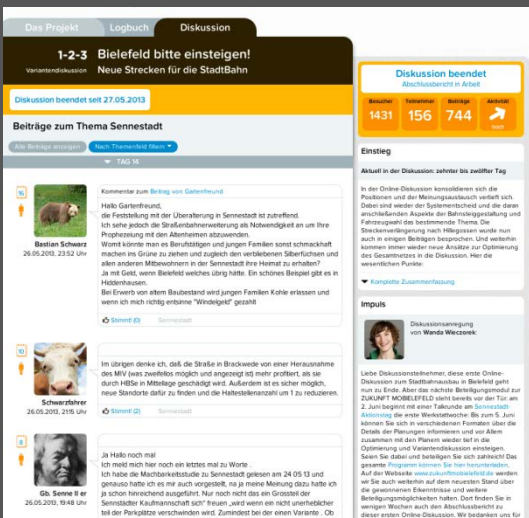 Das Projekt
Logbuch
Diskussion
1-2-3 Bielefeld bitte einsteigen!
Variantendiskussion Neue Strecken für die StadtBahn
Diskussion beendet seit 27.05.2013
Beiträge zum Thema Sennestadt
Alle Beiträge anzeigen
Nach Themenfeld filtern
TAG 14
16
Bastian Schwarz
26.05.2013, 23:52 Uhr
Kommentar zum Beitrag von Gartenfreund
Hallo Gartenfreund,
die Feststellung mit der Überalterung in Sennestadt ist zutreffend.
Ich sehe jedoch die Straßenbahnerweiterung als Notwendigkeit an um Ihre
Prophezeiung mit den Altenheimen abzuwenden.
Womit könnte man es Berufstätigen und jungen Familien sonst schmackhaft
machen ins Grüne zu ziehen und zugleich den verbliebenen Silberfüchsen und
allen anderen Mitbewohnern in der Sennestadt ihre Heimat zu erhalten?
Ja mit Geld, wenn Bielefeld welches übrig hätte. Ein schönes Beispiel gibt es in
Hiddenhausen.
Bei Erwerb von altem Baubestand wird jungen Familien Kohle erlassen und
wenn ich mich richtig entsinne "Windelgeld" gezahlt
Stimmt! (0)
Sennestadt
10
Schwarzfahrer
26.05.2013, 21:15 Uhr
Im übrigen denke ich, daß die Straße in Brackwede von einer Herausnahme
des MIV (was zweifellos möglich und angezeigt ist) mehr profitiert, als sie
durch HBSe in Mittellage geschädigt wird. Außerdem ist es sicher möglich,
neue Standorte dafür zu finden und die Haltestellenanzahl um 1 zu reduzieren.
Stimmt! (2)
Sennestadt
8
Gb. Senne II er
26.05.2013, 19:48 Uhr
Ja Hallo noch mal
Ich meld mich hier noch ein letztes mal zu Worte .
Ich habe die Machbarkeitsstudie zu Sennestadt gelesen am 24 05 13 und
genauso hatte ich es mir auch vorgestellt, na ja meine Meinung dazu hatte ich
ja schon hinreichend ausgeführt. Nur noch nicht das ein Grossteil der
Sennestädter Kaufmannschaft sich" freuen „wird wenn ein nicht unerheblicher
teil der Parkplätze verschwinden wird. Zumindest bei der einen Variante . Ob
Diskussion beendet
Abschlussbericht in Arbeit
Besucher
1431
Teilnehmer
156
Beiträge
744
Aktivität
hoch
Einstieg
Aktuell in der Diskussion: zehnter bis zwölfter Tag
In der Online-Diskussion konsolidieren sich die
Positionen und der Meinungsaustausch vertieft sich.
Dabei sind wieder der Systementscheid und die daran
anschließenden Aspekte der Bahnsteiggestaltung und
Fahrzeugwahl das bestimmende Thema. Die
Streckenverlängerung nach Hillegossen wurde nun
auch in einigen Beiträgen besprochen. Und weiterhin
kommen immer wieder neue Ansätze zur Optimierung
des Gesamtnetzes in die Diskussion. Hier die
wesentlichen Punkte:
Komplette Zusammenfassung
Impuls
Diskussionsanregung
von Wanda Wieczorek:
Liebe Diskussionsteilnehmer, diese erste Online-
Diskussion zum Stadtbahnausbau in Bielefeld geht
nun zu Ende. Aber das nächste Beteiligungsmodul zur
ZUKUNFT MOBIELEFELD steht bereits vor der Tür: am
2. Juni beginnt mit einer Talkrunde am Sennestadt-
Aktionstag die erste Werkstattwoche: Bis zum 5. Juni
können Sie sich in verschiedenen Formaten über die
Details der Planungen informieren und vor Allem
zusammen mit den Planern wieder tief in die
Optimierung und Variantendiskussion einsteigen.
Seien Sie dabei und beteiligen Sie sich zahlreich! Das
gesamte Programm können Sie hier herunterladen.
Auf der Webseite www.zukunftmobielefeld.de werden
wir Sie auch weiterhin auf dem neuesten Stand über
die gewonnenen Erkenntnisse und weitere
Beteiligungsmöglichkeiten halten. Dort finden Sie in
wenigen Wochen auch den Abschlussbericht zu
dieser ersten Online-Diskussion. Wir bedanken uns für